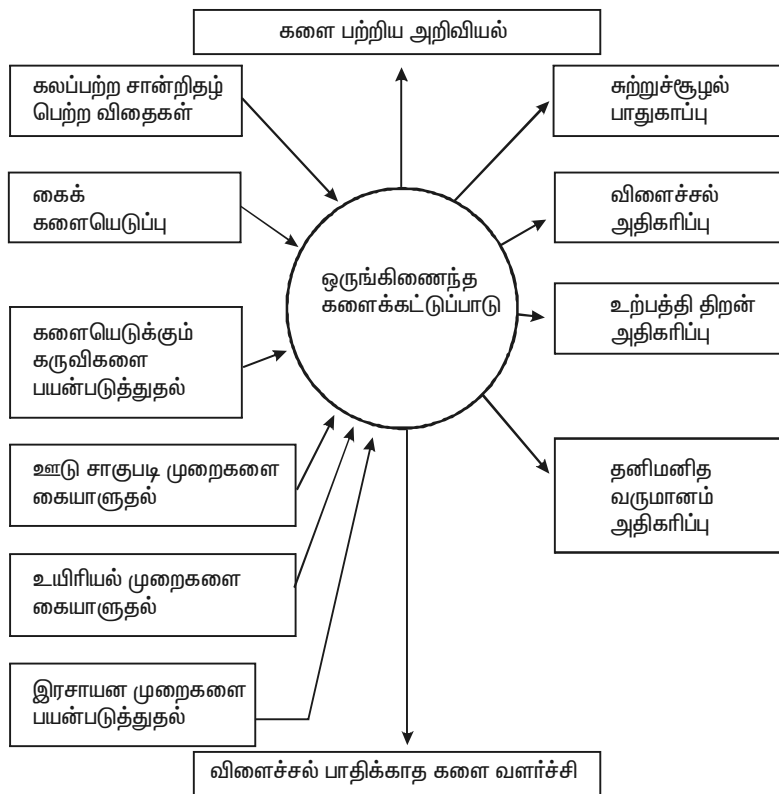 களை பற்றிய அறிவியல்
கலப்பற்ற சான்றிதழ்
பெற்ற விதைகள்
கைக்
களையெடுப்பு
களையெடுக்கும்
கருவிகளை
பயன்படுத்துதல்
ஊடு சாகுபடி முறைகளை
கையாளுதல்
உயிரியல் முறைகளை
கையாளுதல்
இரசாயன முறைகளை
பயன்படுத்துதல்
ஒருங்கிணைந்த
களைக்கட்டுப்பாடு
சுற்றுச்சூழல்
பாதுகாப்பு
விளைச்சல்
அதிகரிப்பு
உற்பத்தி திறன்
அதிகரிப்பு
தனிமனித
வருமானம்
அதிகரிப்பு
விளைச்சல் பாதிக்காத களை வளர்ச்சி